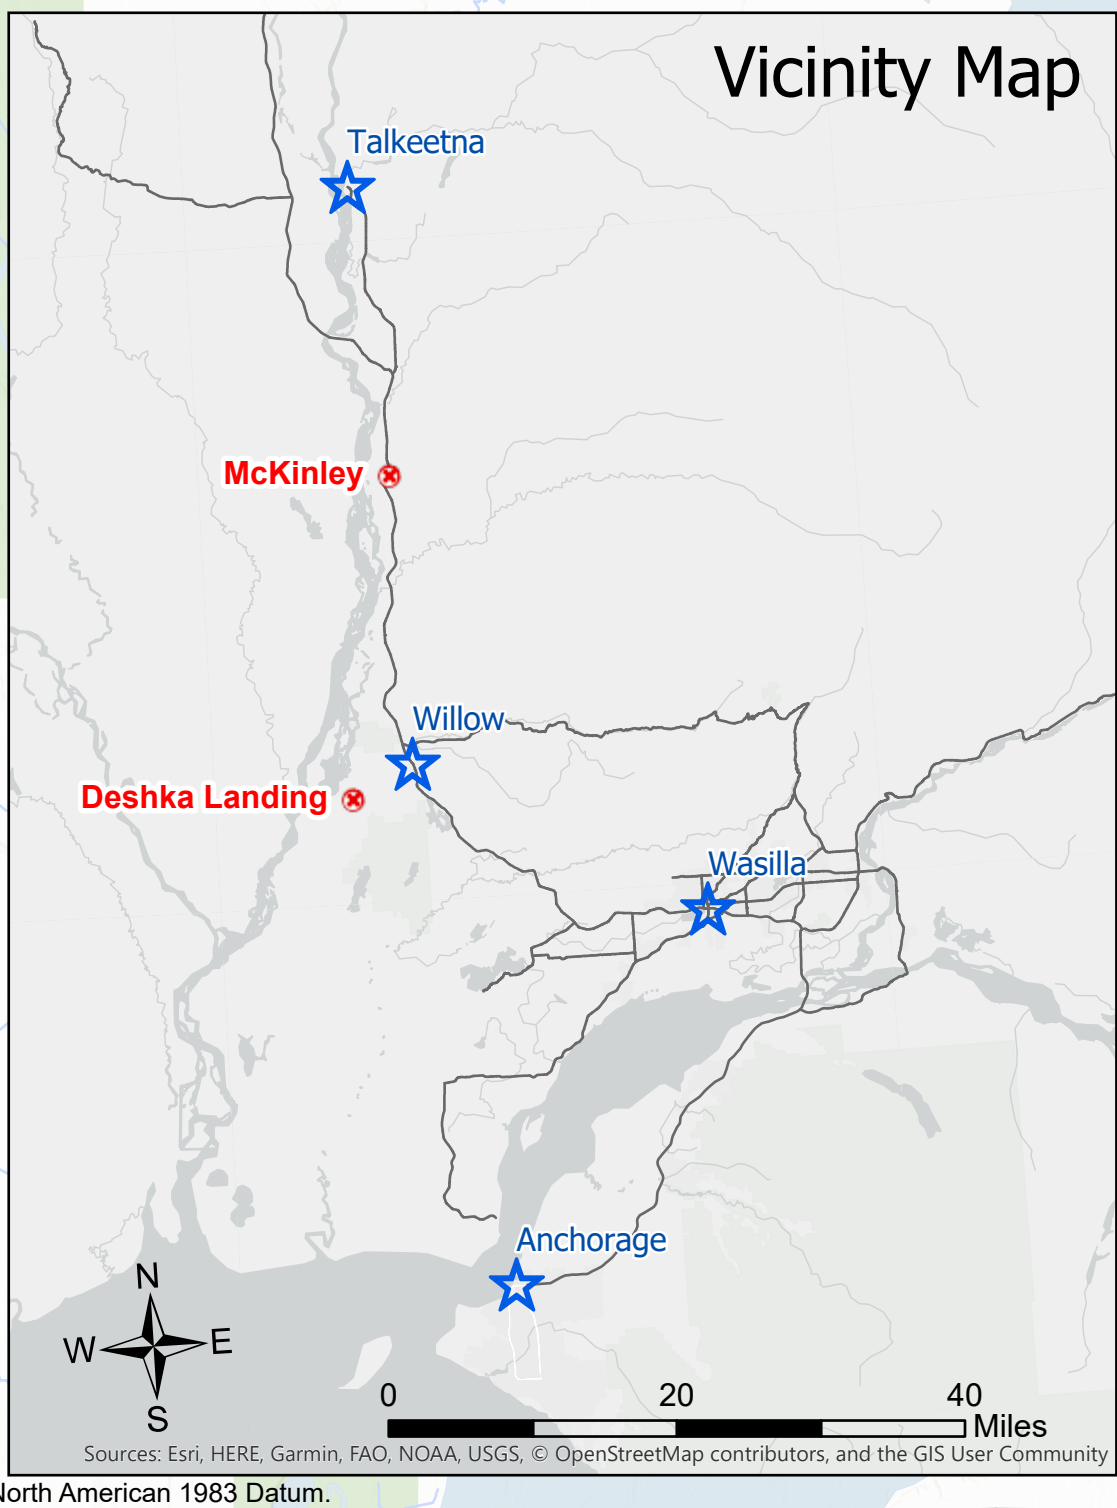 Vicinity Map
Talkeetna
McKinley
Willow
Deshka Landing
Wasilla
Anchorage
N
W E
S
0 20 40
Miles
Sources: Esri, HERE, Garmin, FAO, NOAA, USGS, © OpenStreetMap contributors, and the GIS User Community
North American 1983 Datum.